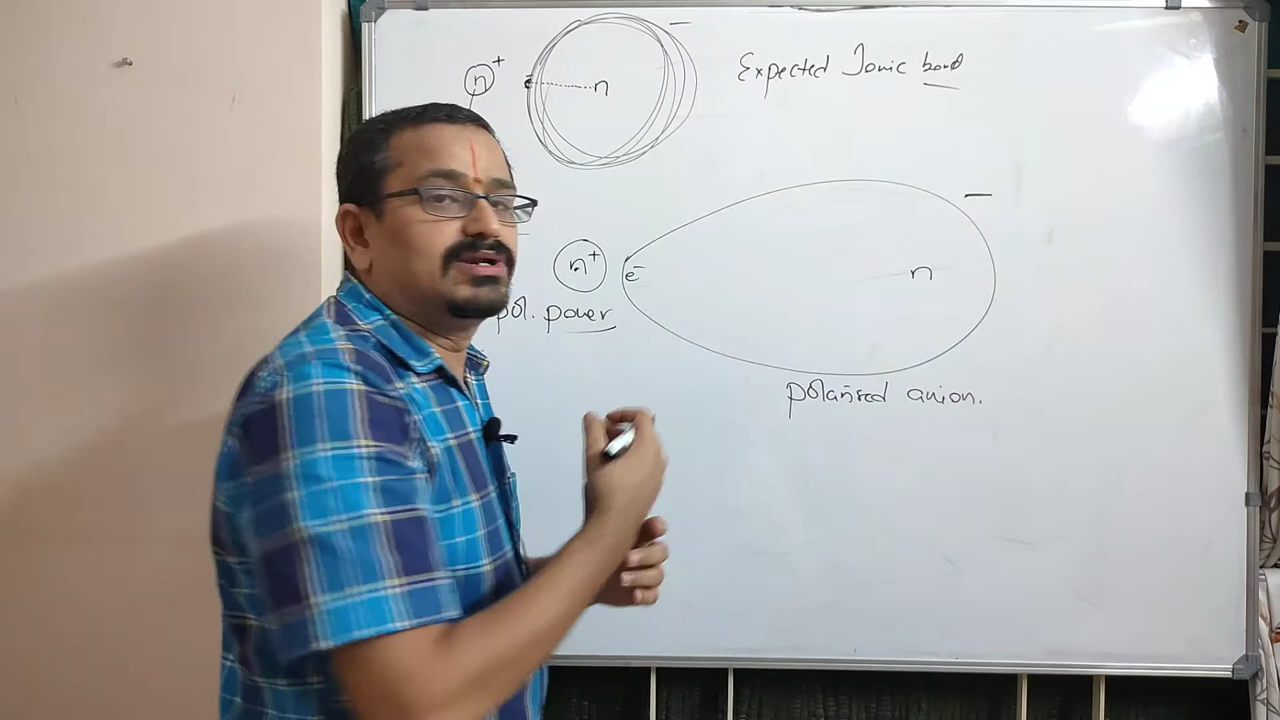 n+
e n -
Expected Ionic bond
-
n+ e- n
pol. power
polarised anion.